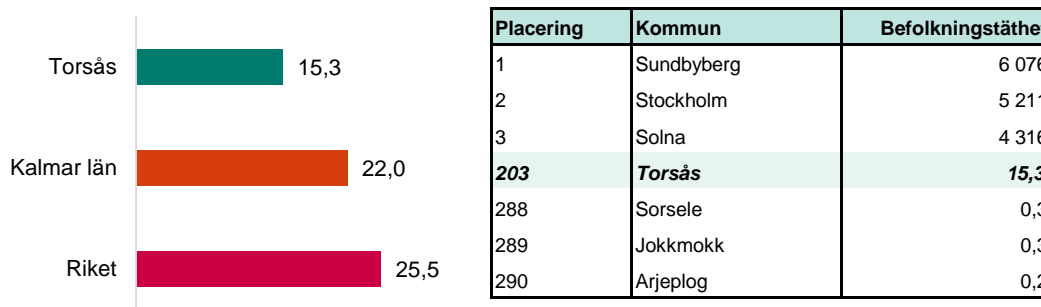 Torsås 15,3
Kalmar län 22,0
Riket 25,5
Placering Kommun Befolkningstäthet
1 Sundbyberg 6 076
2 Stockholm 5 211
3 Solna 4 316
203 Torsås 15,3
288 Sorsele 0,3
289 Jokkmokk 0,3
290 Arjeplog 0,2